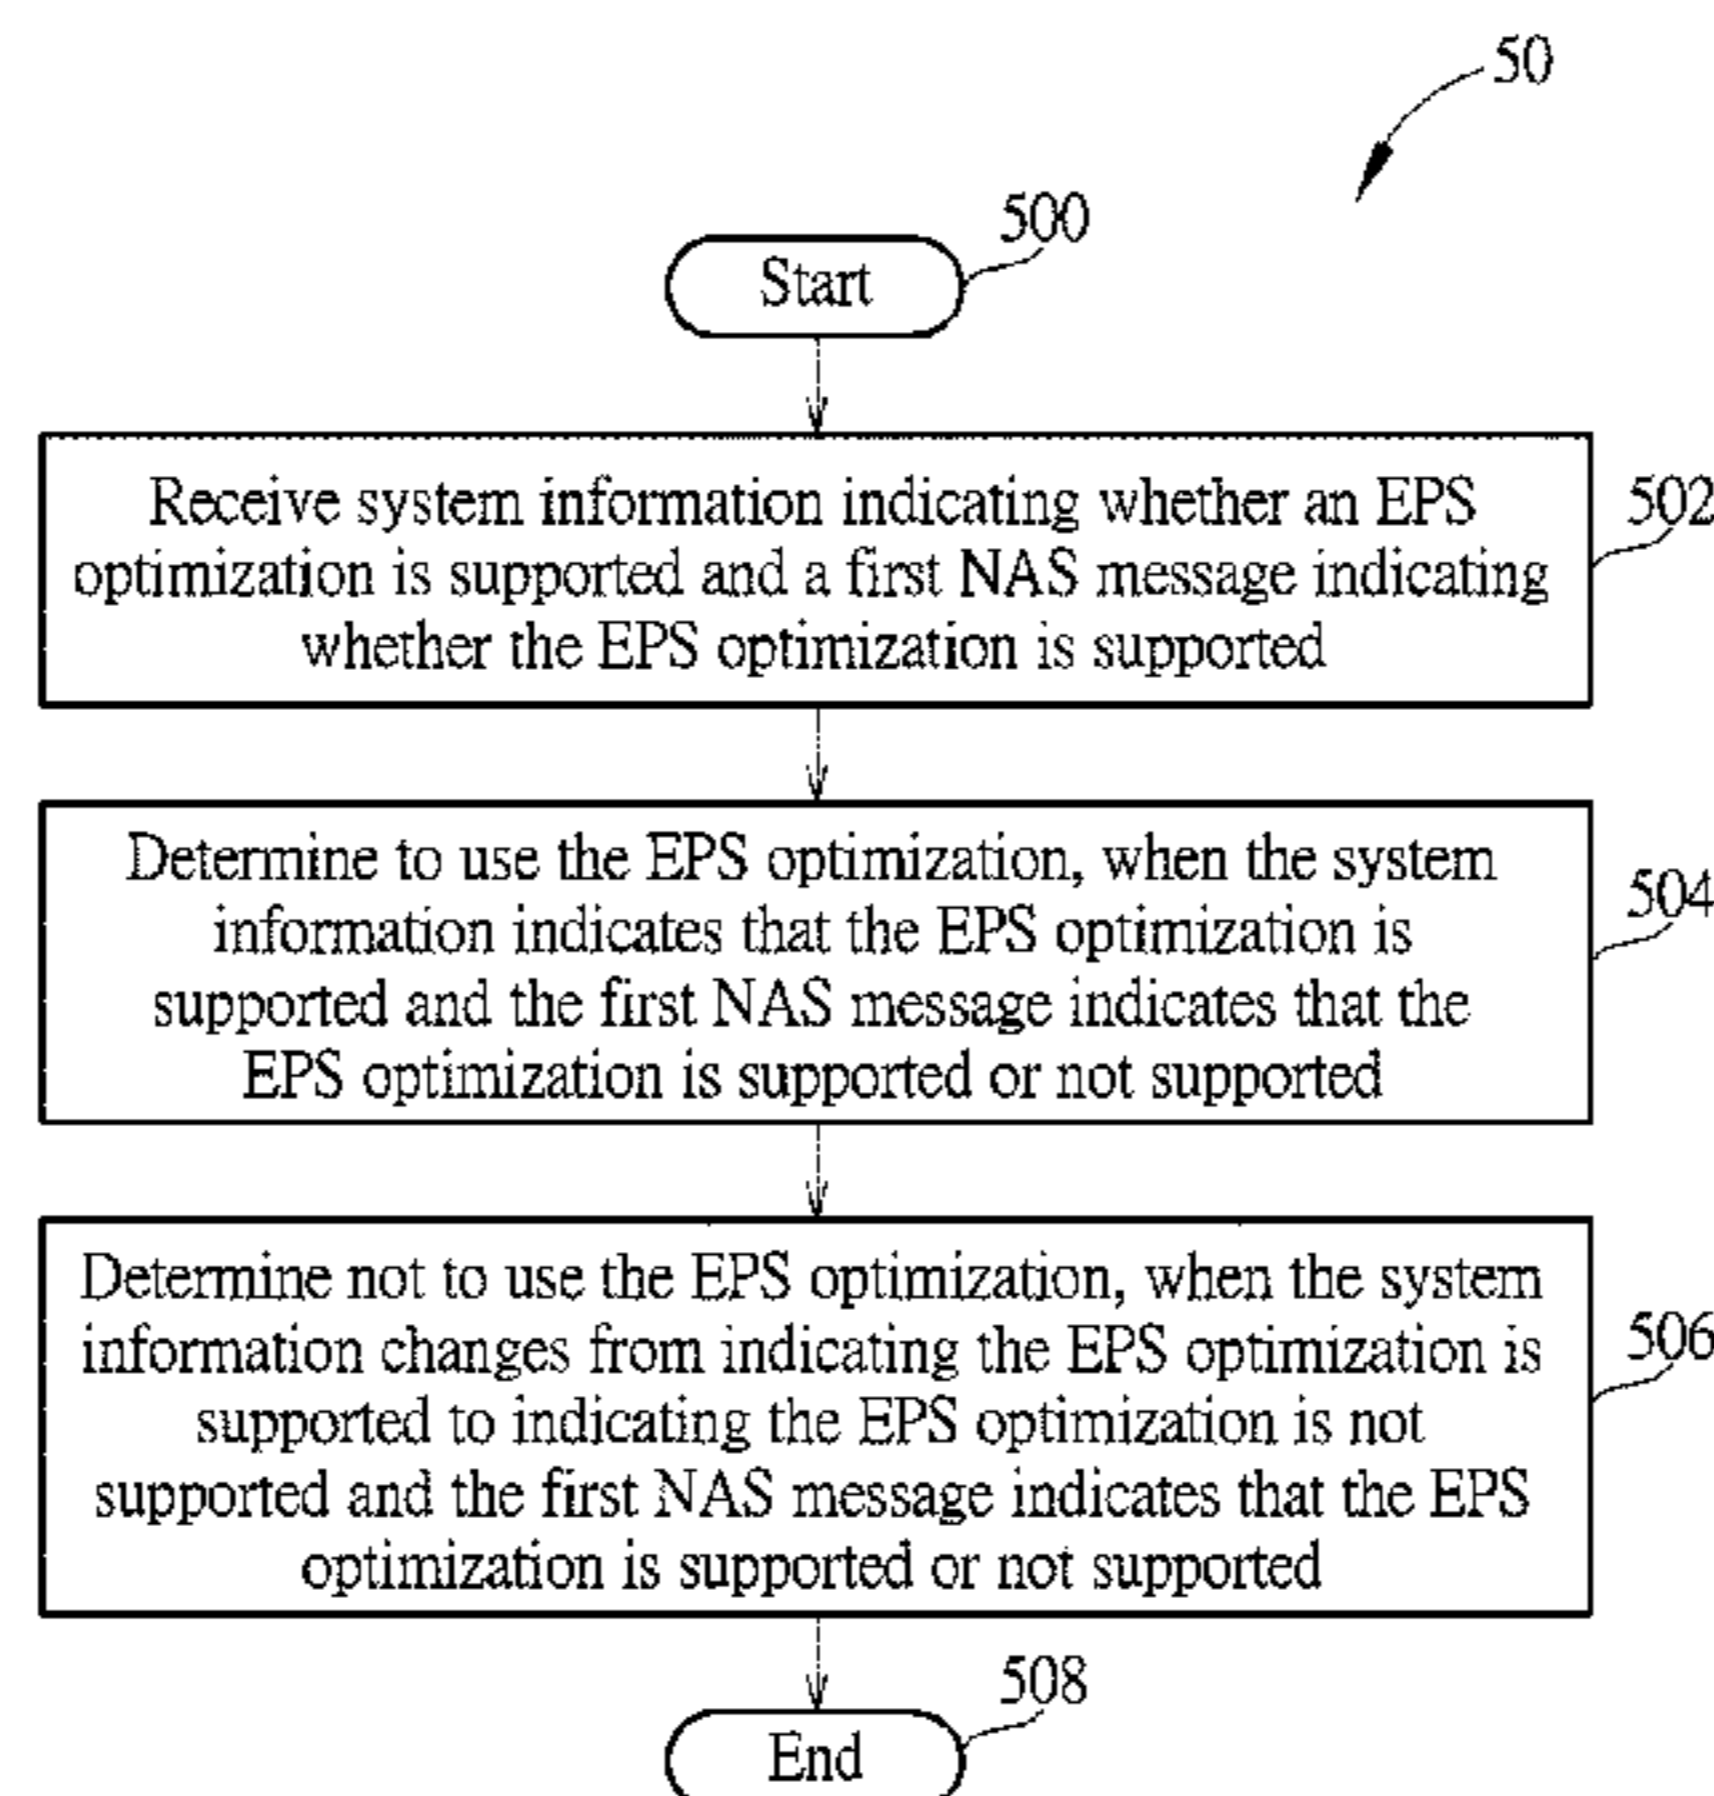 50
500
Start
Receive system information indicating whether an EPS
optimization is supported and a first NAS message indicating
whether the EPS optimization is supported
502
Determine to use the EPS optimization, when the system
information indicates that the EPS optimization is
supported and the first NAS message indicates that the
EPS optimization is supported or not supported
504
Determine not to use the EPS optimization, when the system
information changes from indicating the EPS optimization is
supported to indicating the EPS optimization is not
supported and the first NAS message indicates that the EPS
optimization is supported or not supported
506
508
End